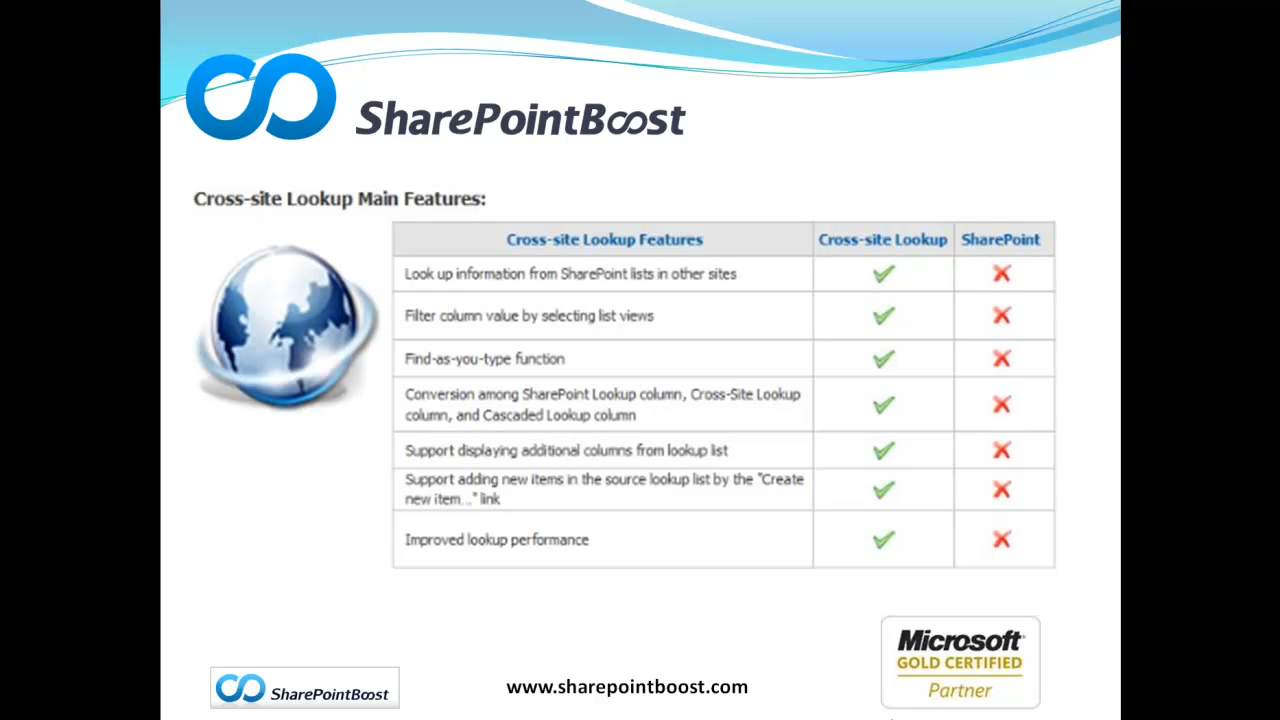 SharePointBoost
Cross-site Lookup Main Features:
Cross-site Lookup Features Cross-site Lookup SharePoint
Look up information from SharePoint lists in other sites
Filter column value by selecting list views
Find-as-you-type function
Conversion among SharePoint Lookup column, Cross-Site Lookup
column, and Cascaded Lookup column
Support displaying additional columns from lookup list
Support adding new items in the source lookup list by the "Create
new item..." link
Improved lookup performance
SharePointBoost
www.sharepointboost.com
Microsoft
GOLD CERTIFIED
Partner